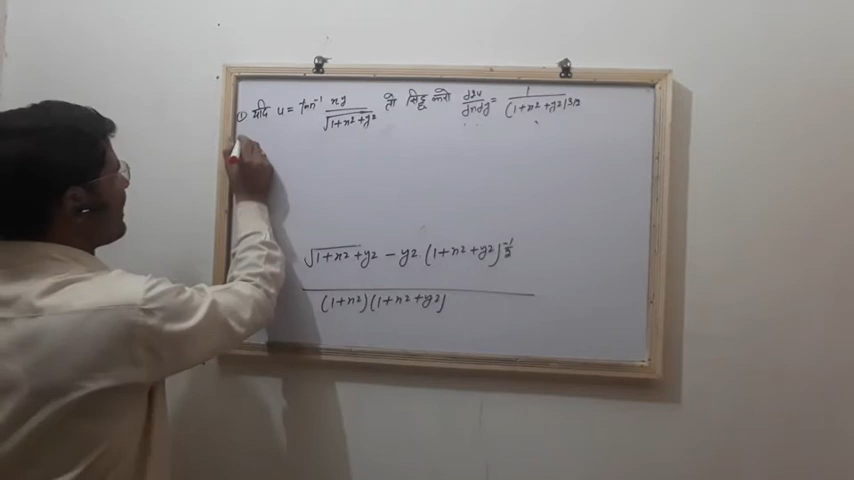 ① यदि u = tan⁻¹ xy / √1+x²+y² तो सिद्ध करो ∂²u / ∂x∂y = 1 / (1+x²+y²)3/2
√1+x²+y² − y².(1+x²+y²)^-1/2
(1+x²)(1+x²+y²)